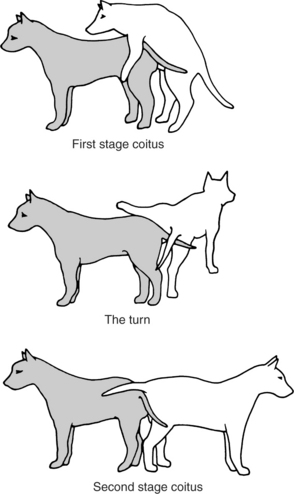 First stage coitus
The turn
Second stage coitus